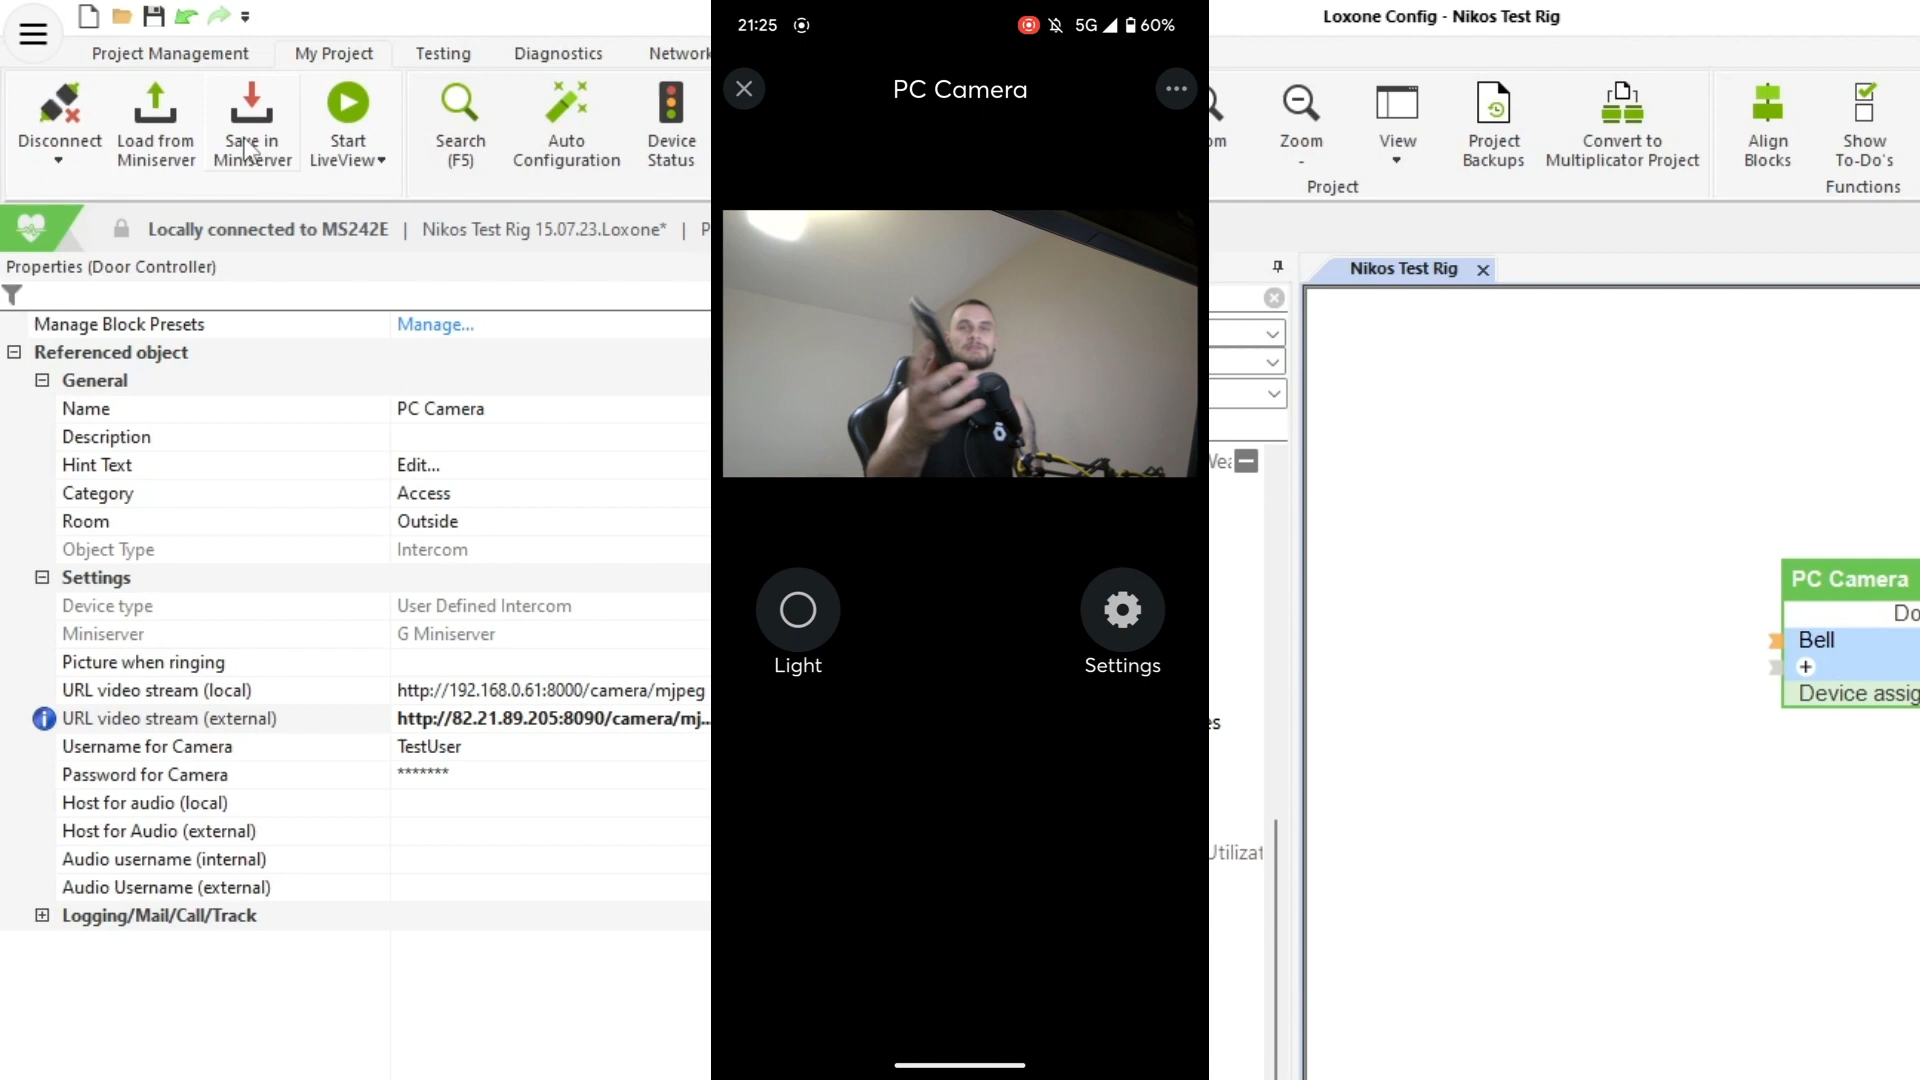 Loxone Config - Nikos Test Rig
Project Management
My Project
Testing
Diagnostics
Network
Disconnect
Load from
Miniserver
Save in
Miniserver
Start
LiveView
Search
(F5)
Auto
Configuration
Device
Status
Zoom
-
View
Project
Backups
Convert to
Multiplicator Project
Align
Blocks
Show
To-Do's
Project
Functions
Locally connected to MS242E | Nikos Test Rig 15.07.23.Loxone* | P
Properties (Door Controller)
Manage Block Presets Manage...
Referenced object
General
Name PC Camera
Description
Hint Text Edit...
Category Access
Room Outside
Object Type Intercom
Settings
Device type User Defined Intercom
Miniserver G Miniserver
Picture when ringing
URL video stream (local) http://192.168.0.61:8000/camera/mjpeg
URL video stream (external) http://82.21.89.205:8090/camera/mj...
Username for Camera TestUser
Password for Camera *******
Host for audio (local)
Host for Audio (external)
Audio username (internal)
Audio Username (external)
Logging/Mail/Call/Track
21:25
5G
60%
PC Camera
Light
Settings
Nikos Test Rig
PC Camera
Do
Bell
Device assig